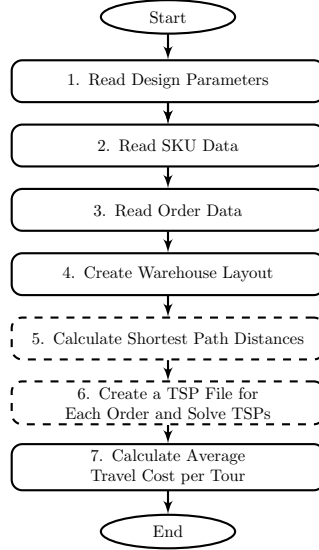 Start
1. Read Design Parameters
2. Read SKU Data
3. Read Order Data
4. Create Warehouse Layout
5. Calculate Shortest Path Distances
6. Create a TSP File for
Each Order and Solve TSPs
7. Calculate Average
Travel Cost per Tour
End